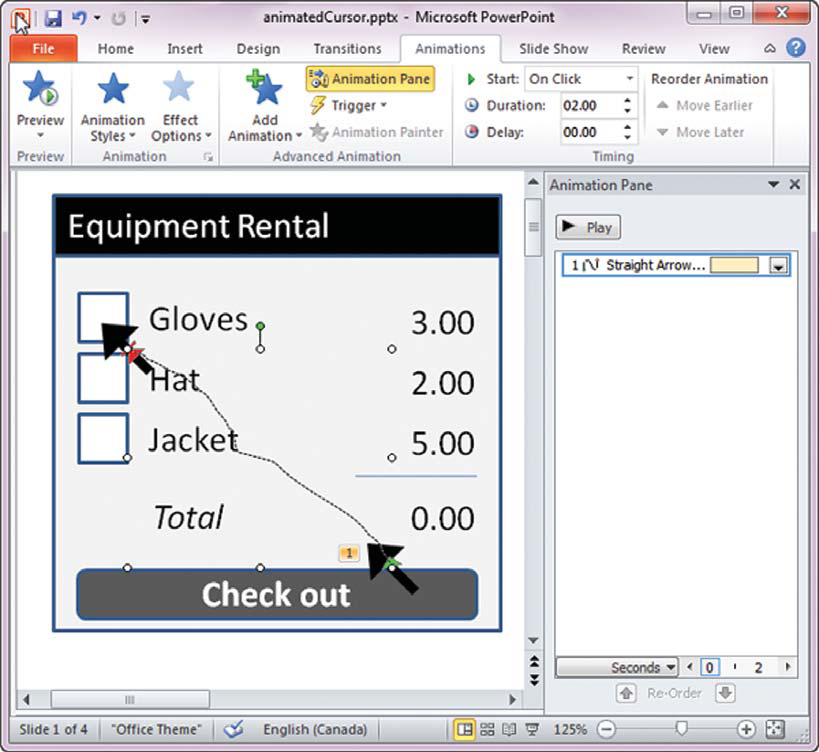 animatedCursor.pptx - Microsoft PowerPoint
File Home Insert Design Transitions Animations Slide Show Review View
Preview
Animation Styles
Effect Options
Add Animation
Animation Pane
Trigger
Animation Painter
Start: On Click
Duration: 02.00
Delay: 00.00
Reorder Animation
Move Earlier
Move Later
Preview Animation Advanced Animation Timing
Equipment Rental
Gloves 3.00
Hat 2.00
Jacket 5.00
Total 0.00
1
Check out
Animation Pane
Play
1 Straight Arrow...
Seconds 0 2
Re-Order
Slide 1 of 4 "Office Theme" English (Canada) 125%